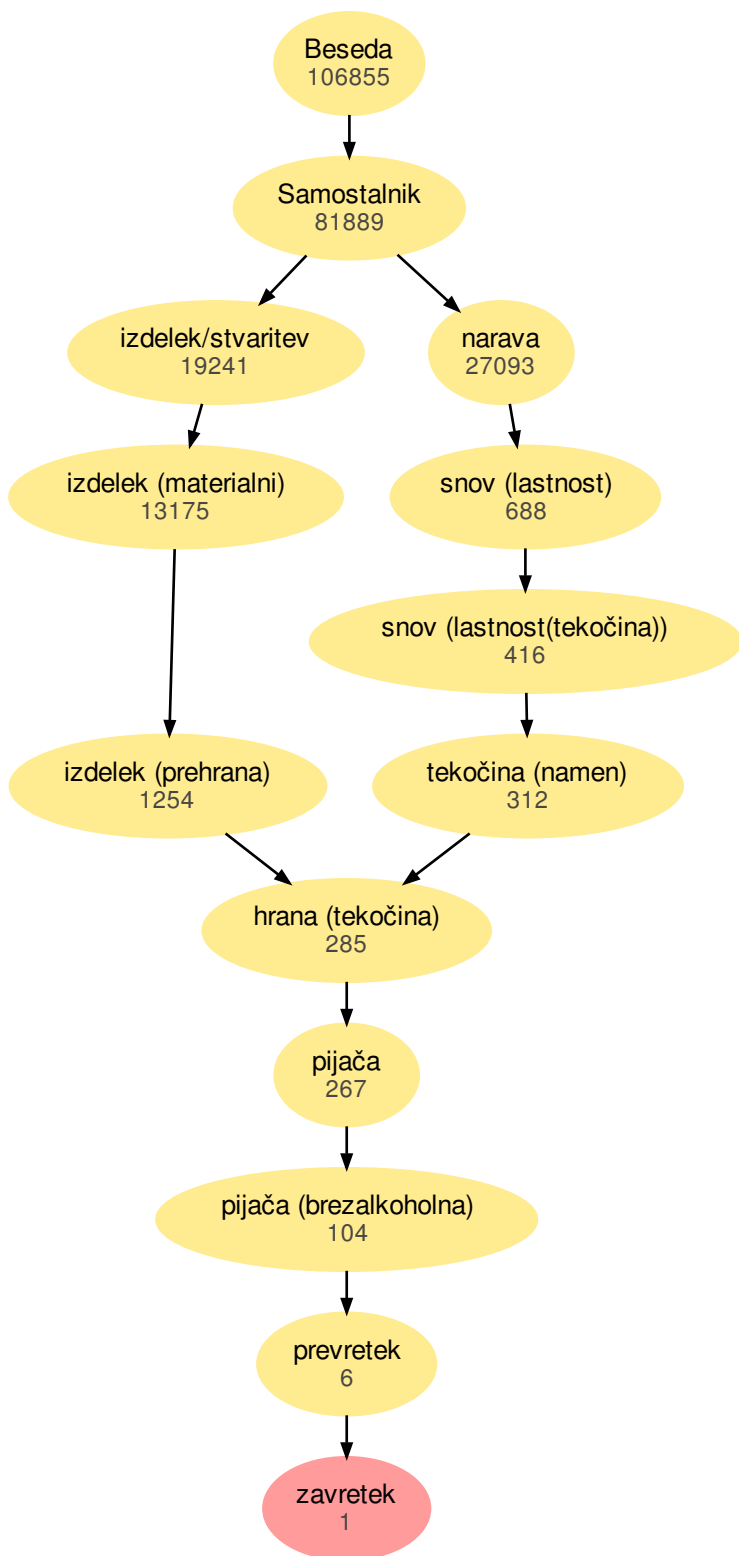 Beseda
106855
Samostalnik
81889
izdelek/stvaritev
19241
narava
27093
izdelek (materialni)
13175
snov (lastnost)
688
snov (lastnost(tekočina))
416
izdelek (prehrana)
1254
tekočina (namen)
312
hrana (tekočina)
285
pijača
267
pijača (brezalkoholna)
104
prevretek
6
zavretek
1